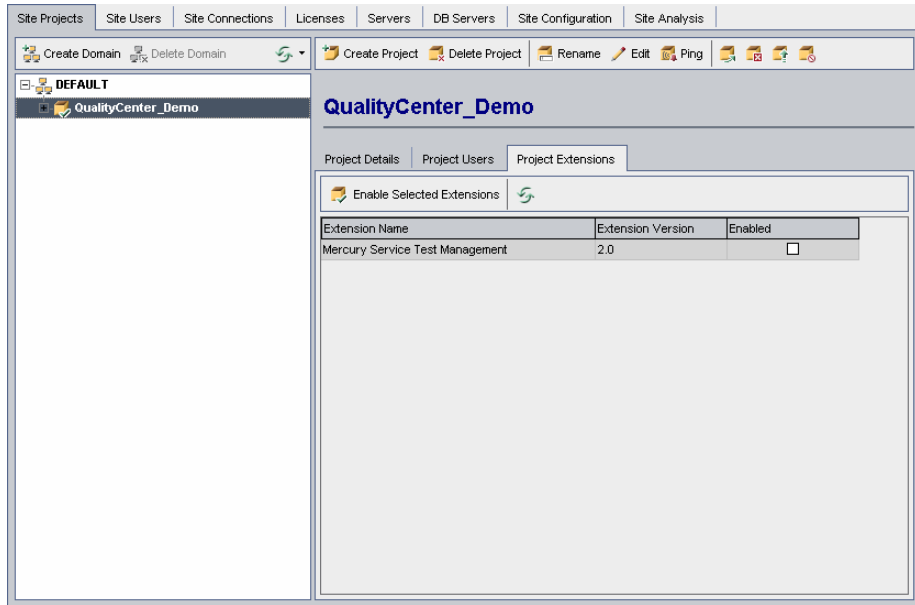 Site Projects Site Users Site Connections Licenses Servers DB Servers Site Configuration Site Analysis
Create Domain Delete Domain Create Project Delete Project Rename Edit Ping
DEFAULT
QualityCenter_Demo
QualityCenter_Demo
Project Details Project Users Project Extensions
Enable Selected Extensions
Extension Name Extension Version Enabled
Mercury Service Test Management 2.0